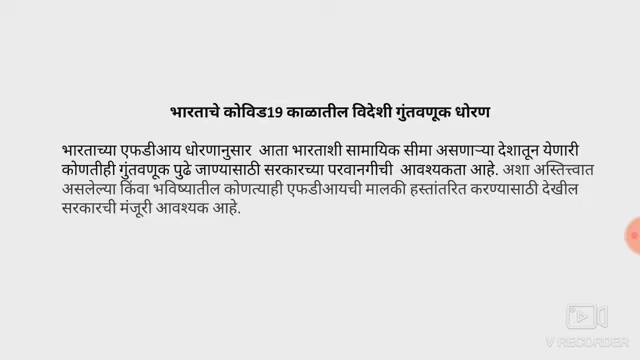 भारताचे कोविड19 काळातील विदेशी गुंतवणूक धोरण
भारताच्या एफडीआय धोरणानुसार आता भारताशी सामायिक सीमा असणाऱ्या देशातून येणारी
कोणतीही गुंतवणूक पुढे जाण्यासाठी सरकारच्या परवानगीची आवश्यकता आहे. अशा अस्तित्त्वात
असलेल्या किंवा भविष्यातील कोणत्याही एफडीआयची मालकी हस्तांतरित करण्यासाठी देखील
सरकारची मंजूरी आवश्यक आहे.
V RECORDER